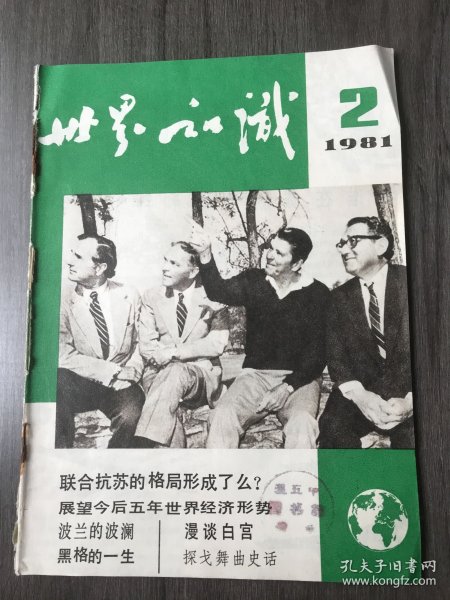 世界知识
2
1981
联合抗苏的格局形成了么?
展望今后五年世界经济形势
波兰的波澜
漫谈白宫
黑格的一生
探戈舞曲史话
孔夫子旧书网
www.kongfz.com